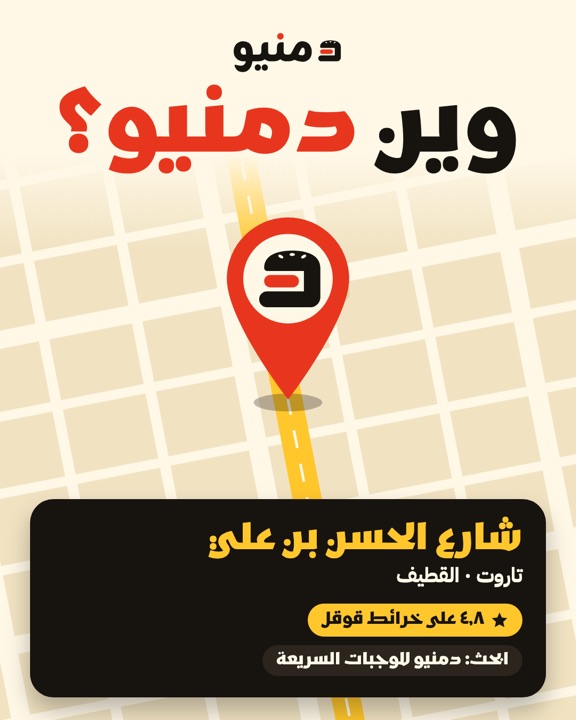 دمنيو
وين دمنيو؟
شارع الحسن بن علي
تاروت · القطيف
★ ٤,٨ على خرائط قوقل
ابحث: دمنيو للوجبات السريعة